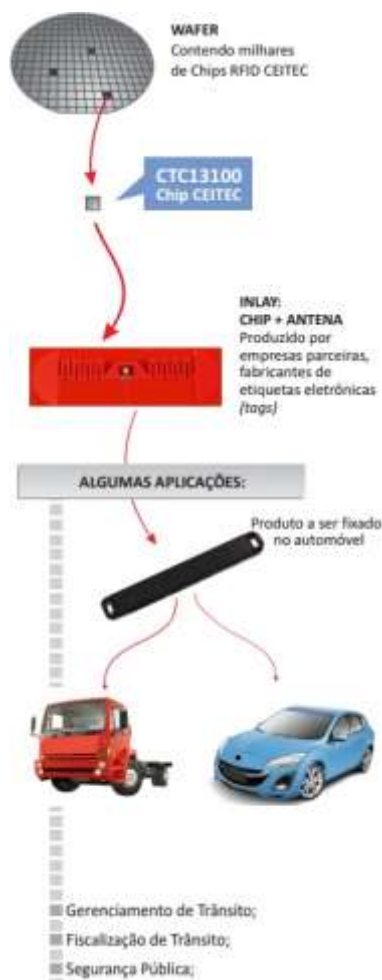 WAFER
Contendo milhares
de Chips RFID CEITEC
CTC13100
Chip CEITEC
INLAY:
CHIP + ANTENA
Produzido por
empresas parceiras,
fabricantes de
etiquetas eletrônicas
(tags)
ALGUMAS APLICAÇÕES:
Produto a ser fixado
no automóvel
Gerenciamento de Trânsito;
Fiscalização de Trânsito;
Segurança Pública;